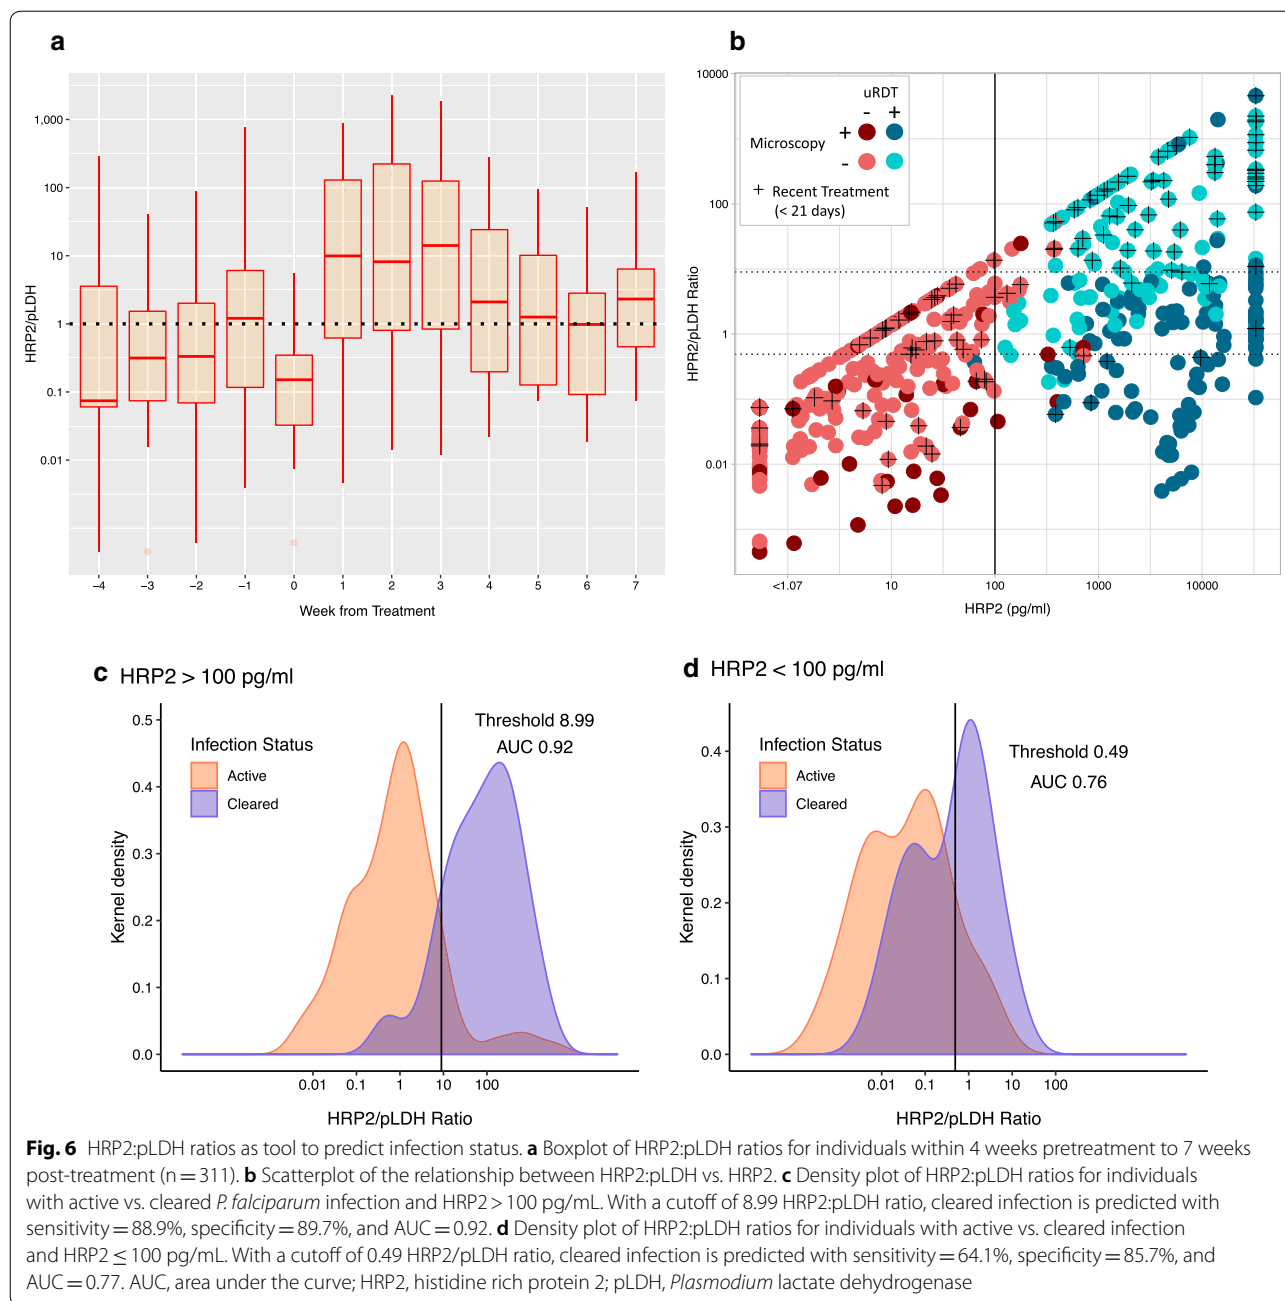 a
HRP2/pLDH
1,000
100
10
1
0.1
0.01
−4 −3 −2 −1 0 1 2 3 4 5 6 7
Week from Treatment
b
HPR2/pLDH Ratio
10000
100
1
0.01
uRDT
- +
Microscopy
+
-
+ Recent Treatment
(< 21 days)
<1.07 10 100 1000 10000
HRP2 (pg/ml)
c HRP2 > 100 pg/ml
Kernel density
0.5
0.4
0.3
0.2
0.1
0.0
Infection Status
Active
Cleared
Threshold 8.99
AUC 0.92
0.01 0.1 1 10 100
HRP2/pLDH Ratio
d HRP2 < 100 pg/ml
Kernel density
0.4
0.3
0.2
0.1
0.0
Infection Status
Active
Cleared
Threshold 0.49
AUC 0.76
0.01 0.1 1 10 100
HRP2/pLDH Ratio
Fig. 6 HRP2:pLDH ratios as tool to predict infection status. a Boxplot of HRP2:pLDH ratios for individuals within 4 weeks pretreatment to 7 weeks
post-treatment (n = 311). b Scatterplot of the relationship between HRP2:pLDH vs. HRP2. c Density plot of HRP2:pLDH ratios for individuals
with active vs. cleared P. falciparum infection and HRP2 > 100 pg/mL. With a cutoff of 8.99 HRP2:pLDH ratio, cleared infection is predicted with
sensitivity = 88.9%, specificity = 89.7%, and AUC = 0.92. d Density plot of HRP2:pLDH ratios for individuals with active vs. cleared infection
and HRP2 ≤ 100 pg/mL. With a cutoff of 0.49 HRP2/pLDH ratio, cleared infection is predicted with sensitivity = 64.1%, specificity = 85.7%, and
AUC = 0.77. AUC, area under the curve; HRP2, histidine rich protein 2; pLDH, Plasmodium lactate dehydrogenase